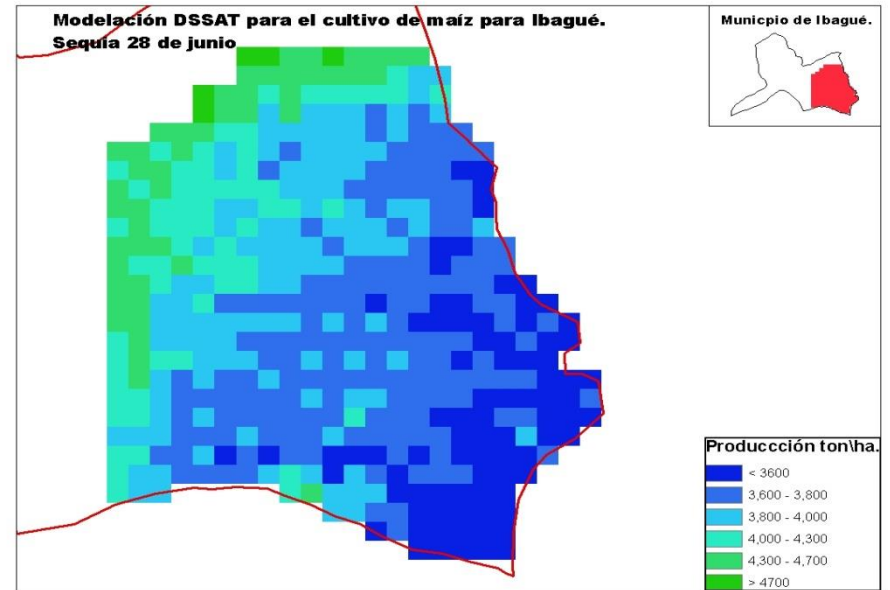 Modelación DSSAT para el cultivo de maíz para Ibagué.
Sequía 28 de junio
Municpio de Ibagué.
Produccción ton\ha.
< 3600
3,600 - 3,800
3,800 - 4,000
4,000 - 4,300
4,300 - 4,700
> 4700